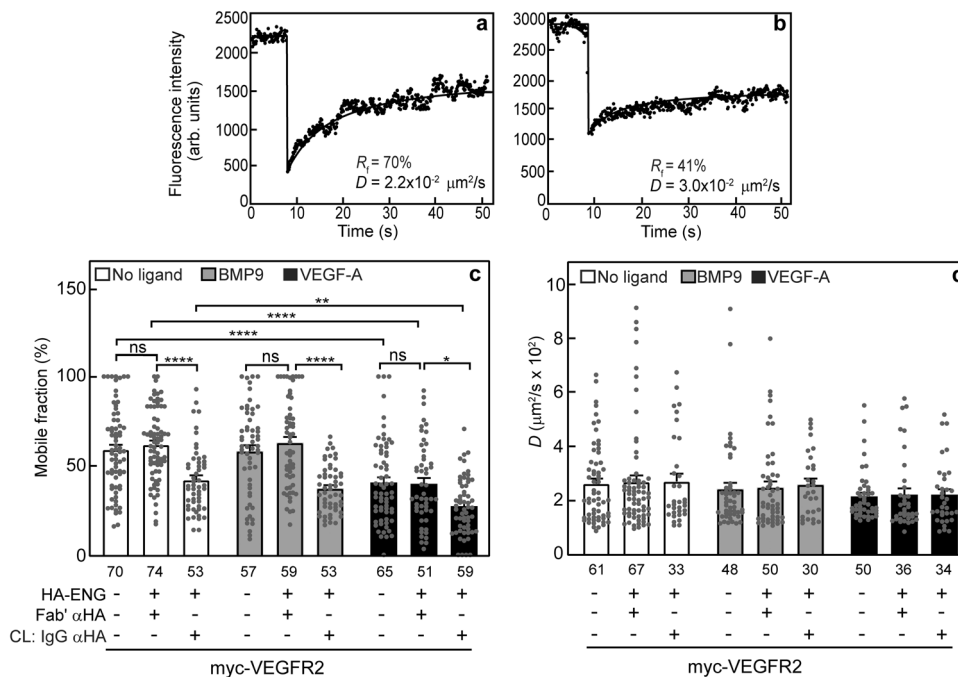 a
2500
2000
1500
1000
500
0
0 10 20 30 40 50
Time (s)
Fluorescence intensity
(arb. units)
Rf = 70%
D = 2.2x10-2 μm2/s
b
3000
2500
2000
1500
1000
500
0
0 10 20 30 40 50
Time (s)
Rf = 41%
D = 3.0x10-2 μm2/s
No ligand BMP9 VEGF-A c
150
100
50
0
Mobile fraction (%)
**
****
****
ns ns ns
**** **** *
70 74 53 57 59 53 65 51 59
HA-ENG - + + - + + - + +
Fab' αHA - + - - + - - + -
CL: IgG αHA - - + - - + - - +
myc-VEGFR2
No ligand BMP9 VEGF-A d
10
8
6
4
2
0
D (μm2/s x 102)
61 67 33 48 50 30 50 36 34
- + + - + + - + +
- + - - + - - + -
- - + - - + - - +
myc-VEGFR2